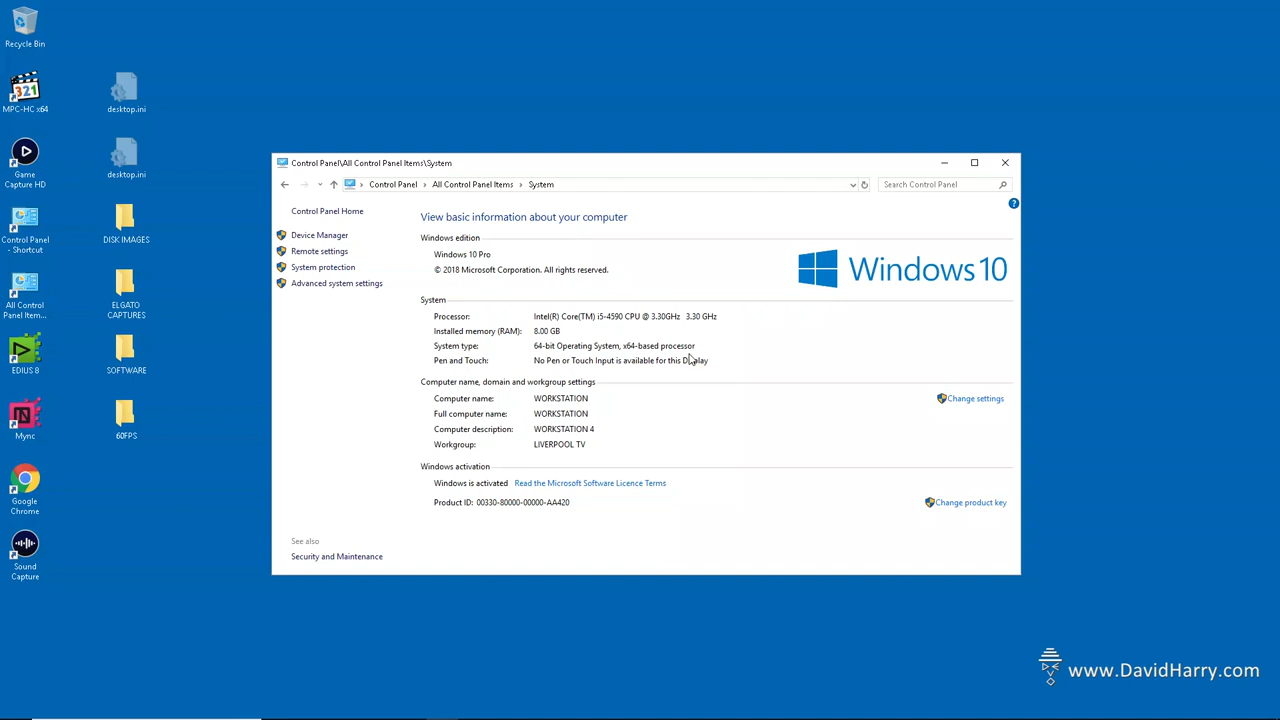 Recycle Bin
321
MPC-HC x64
desktop.ini
Game
Capture HD
desktop.ini
Control Panel
- Shortcut
DISK IMAGES
All Control
Panel Item...
ELGATO
CAPTURES
EDIUS 8
SOFTWARE
Mync
60FPS
Google
Chrome
Sound
Capture
Control Panel\All Control Panel Items\System
Control Panel › All Control Panel Items › System
Search Control Panel
Control Panel Home
Device Manager
Remote settings
System protection
Advanced system settings
See also
Security and Maintenance
View basic information about your computer
Windows edition
Windows 10 Pro
© 2018 Microsoft Corporation. All rights reserved.
Windows 10
System
Processor: Intel(R) Core(TM) i5-4590 CPU @ 3.30GHz 3.30 GHz
Installed memory (RAM): 8.00 GB
System type: 64-bit Operating System, x64-based processor
Pen and Touch: No Pen or Touch Input is available for this Display
Computer name, domain and workgroup settings
Computer name: WORKSTATION
Change settings
Full computer name: WORKSTATION
Computer description: WORKSTATION 4
Workgroup: LIVERPOOL TV
Windows activation
Windows is activated Read the Microsoft Software Licence Terms
Product ID: 00330-80000-00000-AA420
Change product key
www.DavidHarry.com